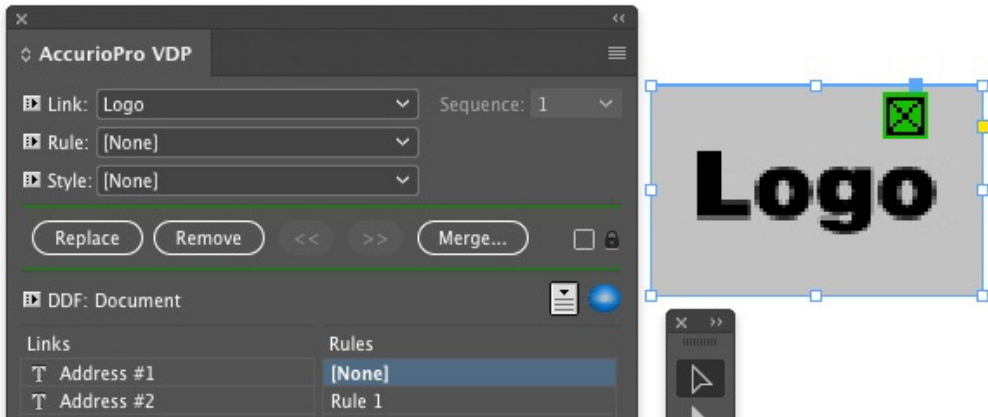 AccurioPro VDP
Link: Logo Sequence: 1
Rule: [None]
Style: [None]
Replace Remove << >> Merge...
DDF: Document
Links Rules
T Address #1 [None]
T Address #2 Rule 1
Logo